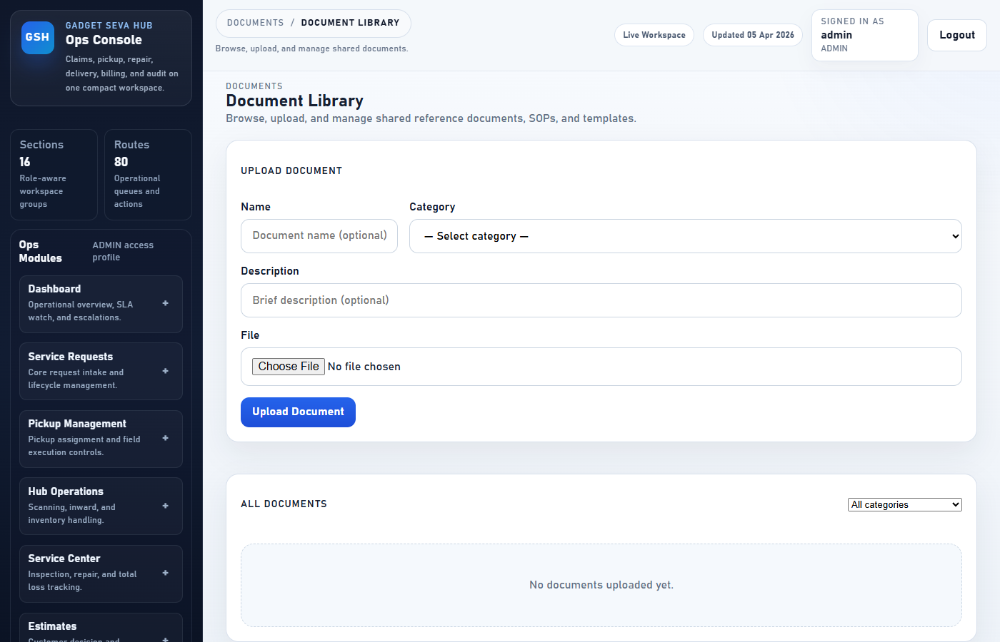 GSH
GADGET SEVA HUB
Ops Console
Claims, pickup, repair,
delivery, billing, and audit on
one compact workspace.
Sections
16
Role-aware
workspace
groups
Routes
80
Operational
queues and
actions
Ops
Modules
ADMIN access
profile
Dashboard
Operational overview, SLA
watch, and escalations.
+
Service Requests
Core request intake and
lifecycle management.
+
Pickup Management
Pickup assignment and field
execution controls.
+
Hub Operations
Scanning, inward, and
inventory handling.
+
Service Center
Inspection, repair, and total
loss tracking.
+
Estimates
Customer decision and
+
DOCUMENTS / DOCUMENT LIBRARY
Browse, upload, and manage shared documents.
Live Workspace
Updated 05 Apr 2026
SIGNED IN AS
admin
ADMIN
Logout
DOCUMENTS
Document Library
Browse, upload, and manage shared reference documents, SOPs, and templates.
UPLOAD DOCUMENT
Name
Document name (optional)
Category
— Select category —
Description
Brief description (optional)
File
Choose File No file chosen
Upload Document
ALL DOCUMENTS
All categories
No documents uploaded yet.